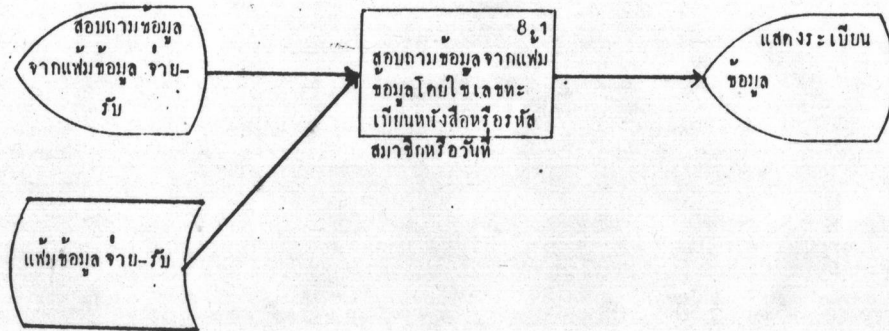 สอบถามข้อมูล
จากแฟ้มข้อมูล จ่าย-
รับ
8.1
สอบถามข้อมูลจากแฟ้ม
ข้อมูลโดยใช้เลขทะ
เบียนหนังสือหรือรหัส
สมาชิกหรือวันที่
แสดงระเบียน
ข้อมูล
แฟ้มข้อมูล จ่าย-รับ